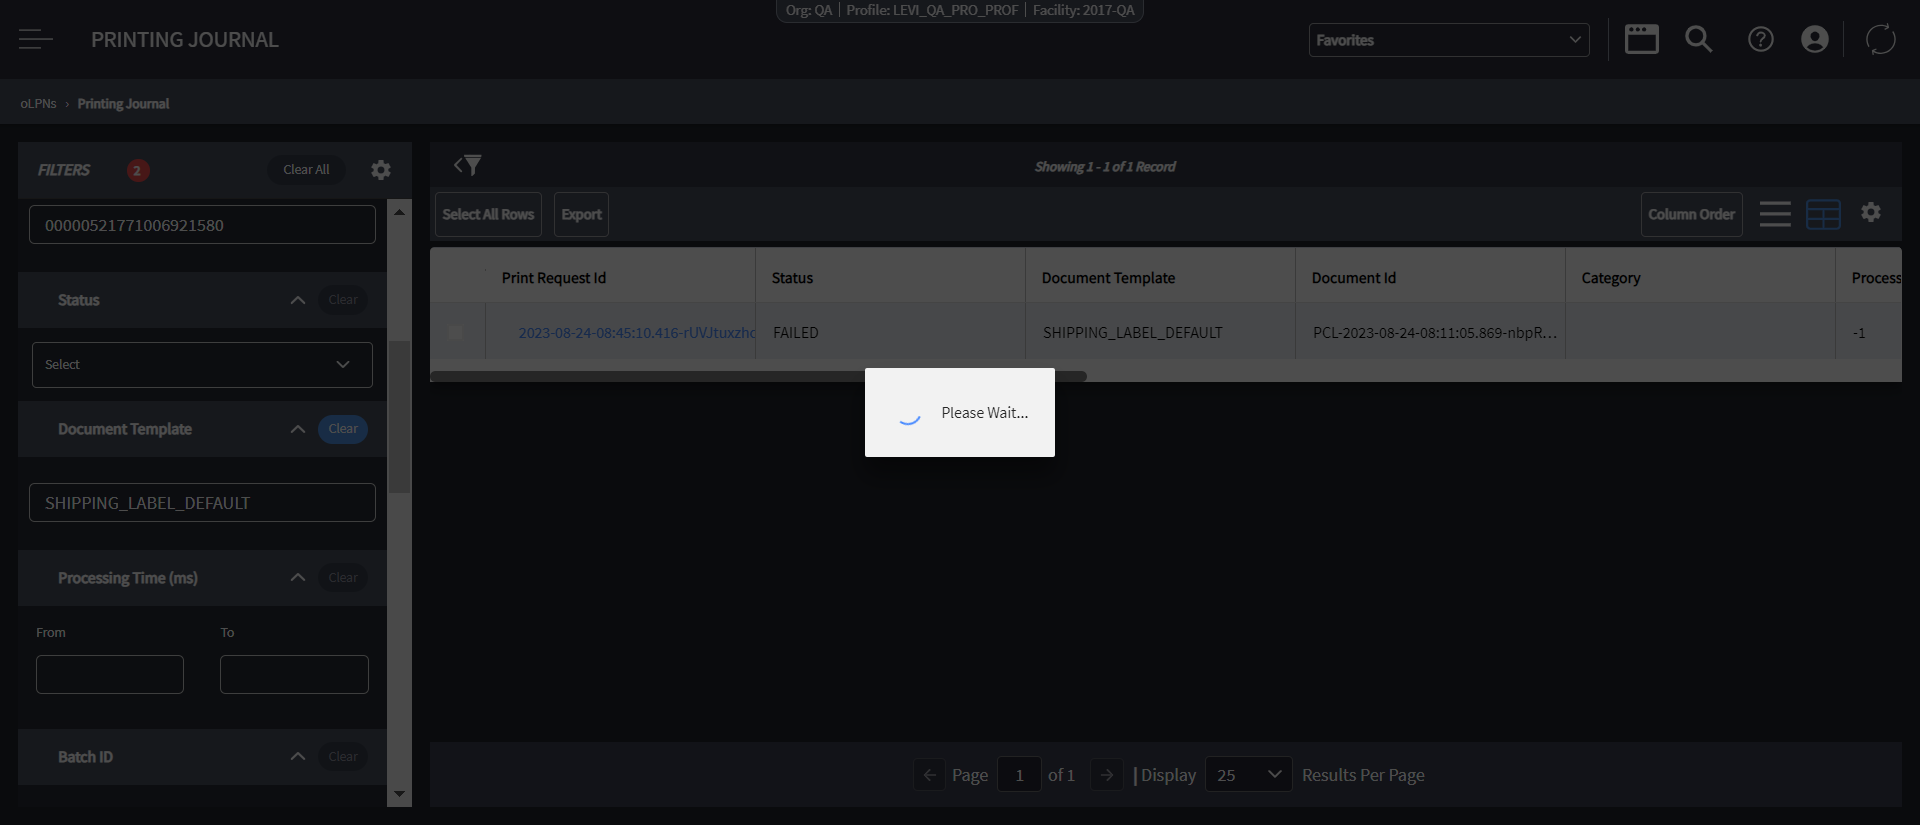 Org: QA | Profile: LEVI_QA_PRO_PROF | Facility: 2017-QA
PRINTING JOURNAL
Favorites
oLPNs › Printing Journal
FILTERS 2 Clear All
00000521771006921580
Status Clear
Select
Document Template Clear
SHIPPING_LABEL_DEFAULT
Processing Time (ms) Clear
From To
Batch ID Clear
Showing 1 - 1 of 1 Record
Select All Rows Export Column Order
Print Request Id Status Document Template Document Id Category Process
2023-08-24-08:45:10.416-rUVJtuxzhc FAILED SHIPPING_LABEL_DEFAULT PCL-2023-08-24-08:11:05.869-nbpR... -1
Please Wait...
Page 1 of 1 | Display 25 Results Per Page